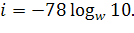 i = −78 log_w 10.